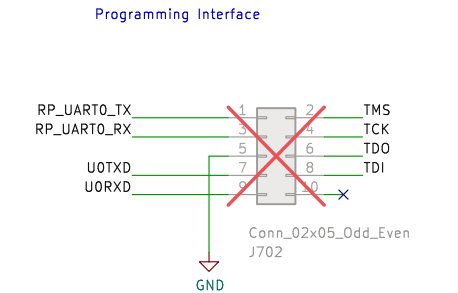 Programming Interface
RP_UART0_TX 1 2 TMS
RP_UART0_RX 3 4 TCK
5 6 TDO
U0TXD 7 8 TDI
U0RXD 9 10
Conn_02x05_Odd_Even
J702
GND